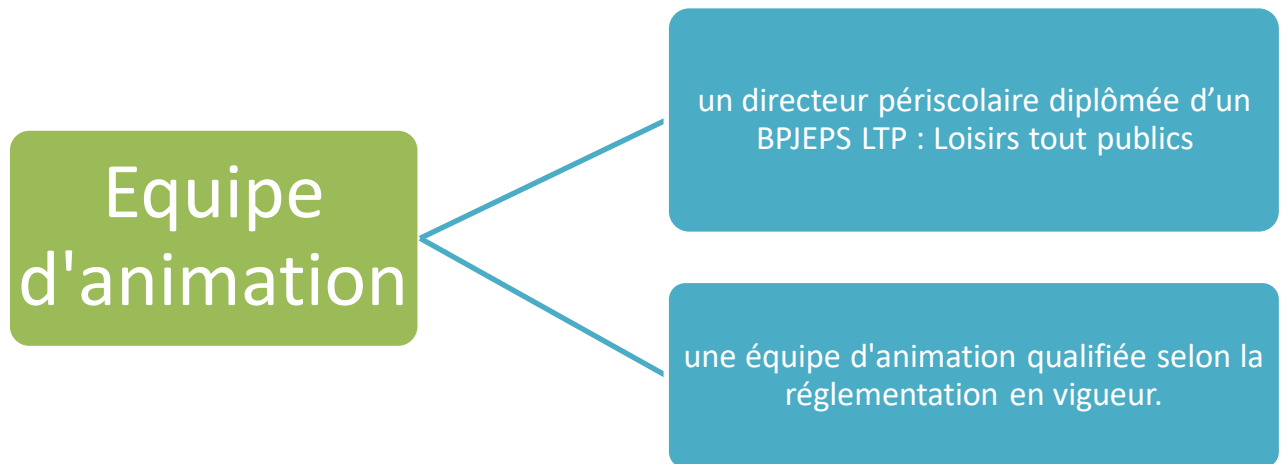 Equipe
d'animation
un directeur périscolaire diplômée d’un
BPJEPS LTP : Loisirs tout publics
une équipe d'animation qualifiée selon la
réglementation en vigueur.